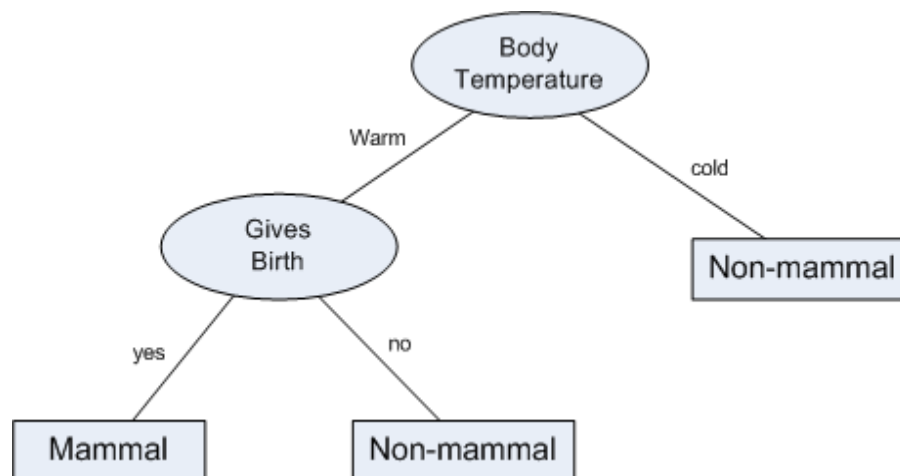 Body
Temperature
Warm
cold
Gives
Birth
Non-mammal
yes
no
Mammal
Non-mammal